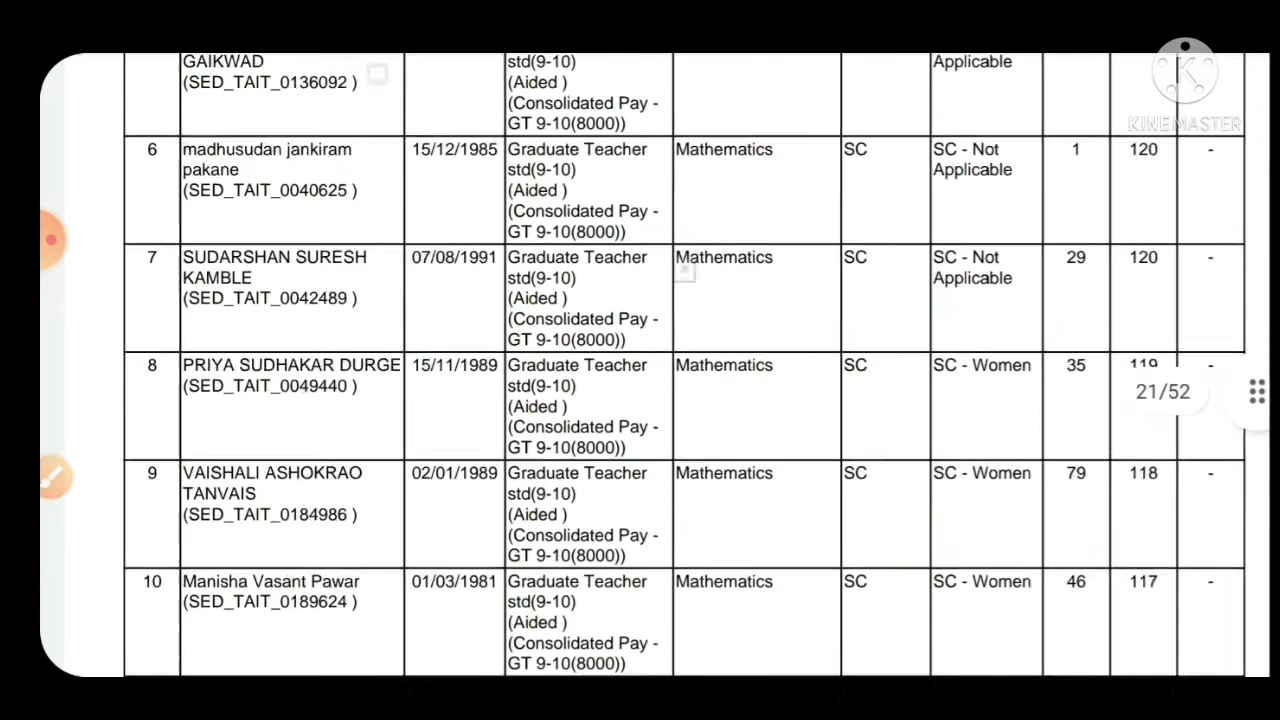 GAIKWAD
(SED_TAIT_0136092 )
std(9-10)
(Aided )
(Consolidated Pay -
GT 9-10(8000))
Applicable
KINEMASTER
6
madhusudan jankiram
pakane
(SED_TAIT_0040625 )
15/12/1985
Graduate Teacher
std(9-10)
(Aided )
(Consolidated Pay -
GT 9-10(8000))
Mathematics
SC
SC - Not
Applicable
1
120
-
7
SUDARSHAN SURESH
KAMBLE
(SED_TAIT_0042489 )
07/08/1991
Graduate Teacher
std(9-10)
(Aided )
(Consolidated Pay -
GT 9-10(8000))
Mathematics
SC
SC - Not
Applicable
29
120
-
8
PRIYA SUDHAKAR DURGE
(SED_TAIT_0049440 )
15/11/1989
Graduate Teacher
std(9-10)
(Aided )
(Consolidated Pay -
GT 9-10(8000))
Mathematics
SC
SC - Women
35
119
-
21/52
9
VAISHALI ASHOKRAO
TANVAIS
(SED_TAIT_0184986 )
02/01/1989
Graduate Teacher
std(9-10)
(Aided )
(Consolidated Pay -
GT 9-10(8000))
Mathematics
SC
SC - Women
79
118
-
10
Manisha Vasant Pawar
(SED_TAIT_0189624 )
01/03/1981
Graduate Teacher
std(9-10)
(Aided )
(Consolidated Pay -
GT 9-10(8000))
Mathematics
SC
SC - Women
46
117
-